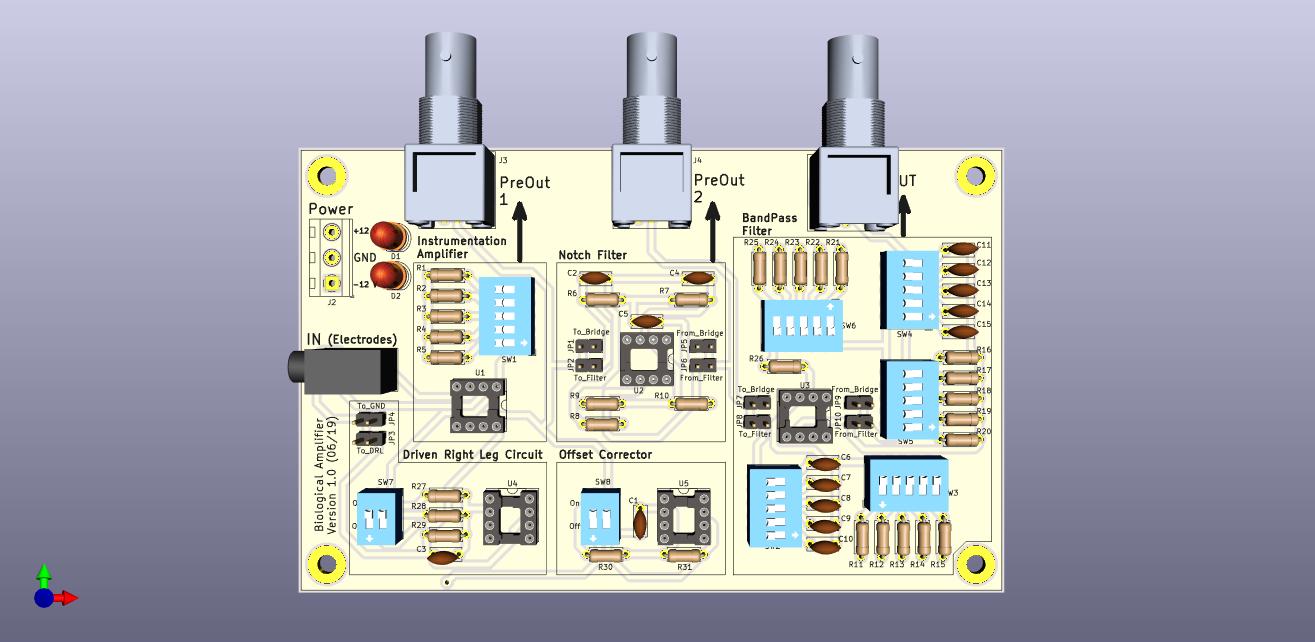 J3
PreOut
1
J4
PreOut
2
UT
Power
+12
GND
-12
D1
D2
J2
Instrumentation
Amplifier
R1
R2
R3
R4
R5
SW1
U1
Notch Filter
C2
C4
R6
R7
C5
To_Bridge
JP1
JP2
To_Filter
From_Bridge
JP5
JP6
From_Filter
U2
R9
R10
R8
BandPass
Filter
R25 R24 R23 R22 R21
SW6
R26
C11
C12
C13
C14
C15
SW4
R16
R17
R18
R19
R20
SW5
To_Bridge
JP7
JP8
To_Filter
U3
From_Bridge
JP9
JP10
From_Filter
C6
C7
C8
C9
C10
W3
R11 R12 R13 R14 R15
IN (Electrodes)
To_GND
JP4
JP3
To_DRL
Biological Amplifier
Version 1.0 (06/19)
Driven Right Leg Circuit
SW7
R27
R28
R29
C3
U4
Offset Corrector
SW8
On
Off
C1
U5
R30
R31